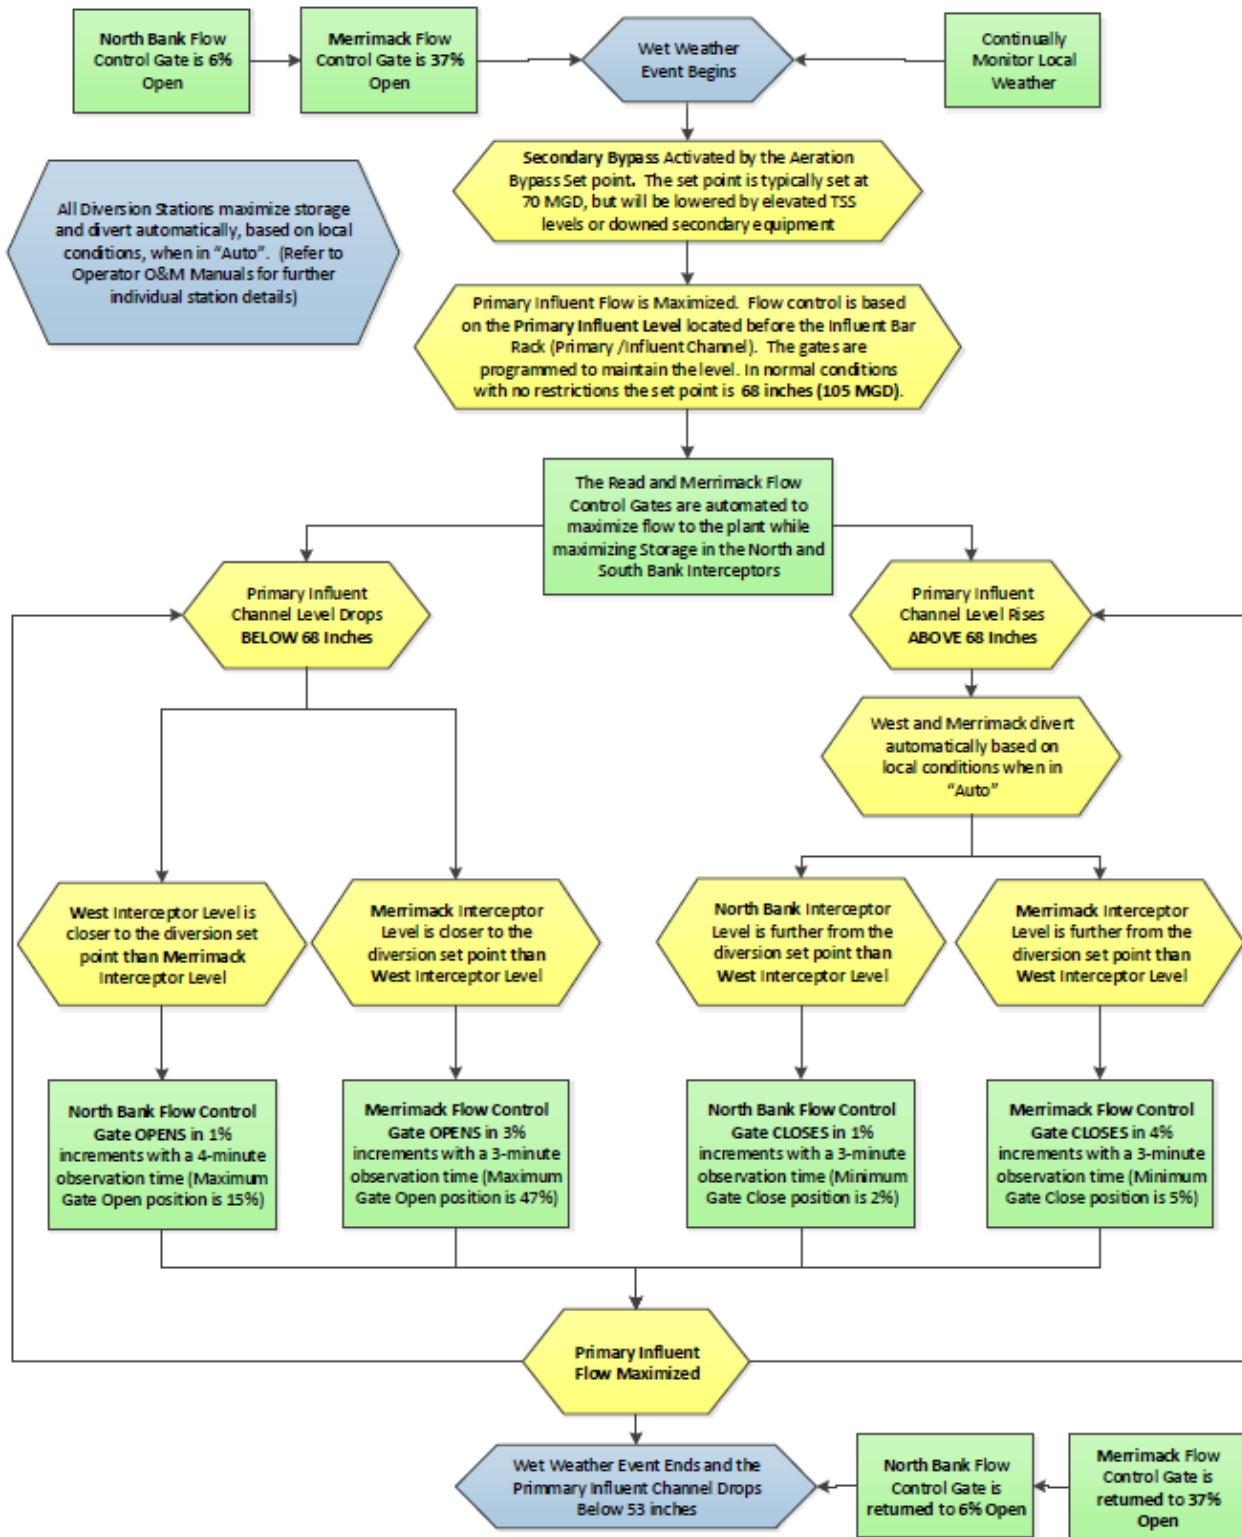 North Bank Flow
Control Gate is 6%
Open
Merrimack Flow
Control Gate is 37%
Open
Wet Weather
Event Begins
Continually
Monitor Local
Weather
Secondary Bypass Activated by the Aeration
Bypass Set point. The set point is typically set at
70 MGD, but will be lowered by elevated TSS
levels or downed secondary equipment
All Diversion Stations maximize storage
and divert automatically, based on local
conditions, when in "Auto". (Refer to
Operator O&M Manuals for further
individual station details)
Primary Influent Flow is Maximized. Flow control is based
on the Primary Influent Level located before the Influent Bar
Rack (Primary /Influent Channel). The gates are
programmed to maintain the level. In normal conditions
with no restrictions the set point is 68 inches (105 MGD).
The Read and Merrimack Flow
Control Gates are automated to
maximize flow to the plant while
maximizing Storage in the North and
South Bank Interceptors
Primary Influent
Channel Level Drops
BELOW 68 Inches
Primary Influent
Channel Level Rises
ABOVE 68 Inches
West and Merrimack divert
automatically based on
local conditions when in
"Auto"
West Interceptor Level is
closer to the diversion set
point than Merrimack
Interceptor Level
Merrimack Interceptor
Level is closer to the
diversion set point than
West Interceptor Level
North Bank Interceptor
Level is further from the
diversion set point than
West Interceptor Level
Merrimack Interceptor
Level is further from the
diversion set point than
West Interceptor Level
North Bank Flow Control
Gate OPENS in 1%
increments with a 4-minute
observation time (Maximum
Gate Open position is 15%)
Merrimack Flow Control
Gate OPENS in 3%
increments with a 3-minute
observation time (Maximum
Gate Open position is 47%)
North Bank Flow Control
Gate CLOSES in 1%
increments with a 3-minute
observation time (Minimum
Gate Close position is 2%)
Merrimack Flow Control
Gate CLOSES in 4%
increments with a 3-minute
observation time (Minimum
Gate Close position is 5%)
Primary Influent
Flow Maximized
Wet Weather Event Ends and the
Primmary Influent Channel Drops
Below 53 inches
North Bank Flow
Control Gate is
returned to 6% Open
Merrimack Flow
Control Gate is
returned to 37%
Open